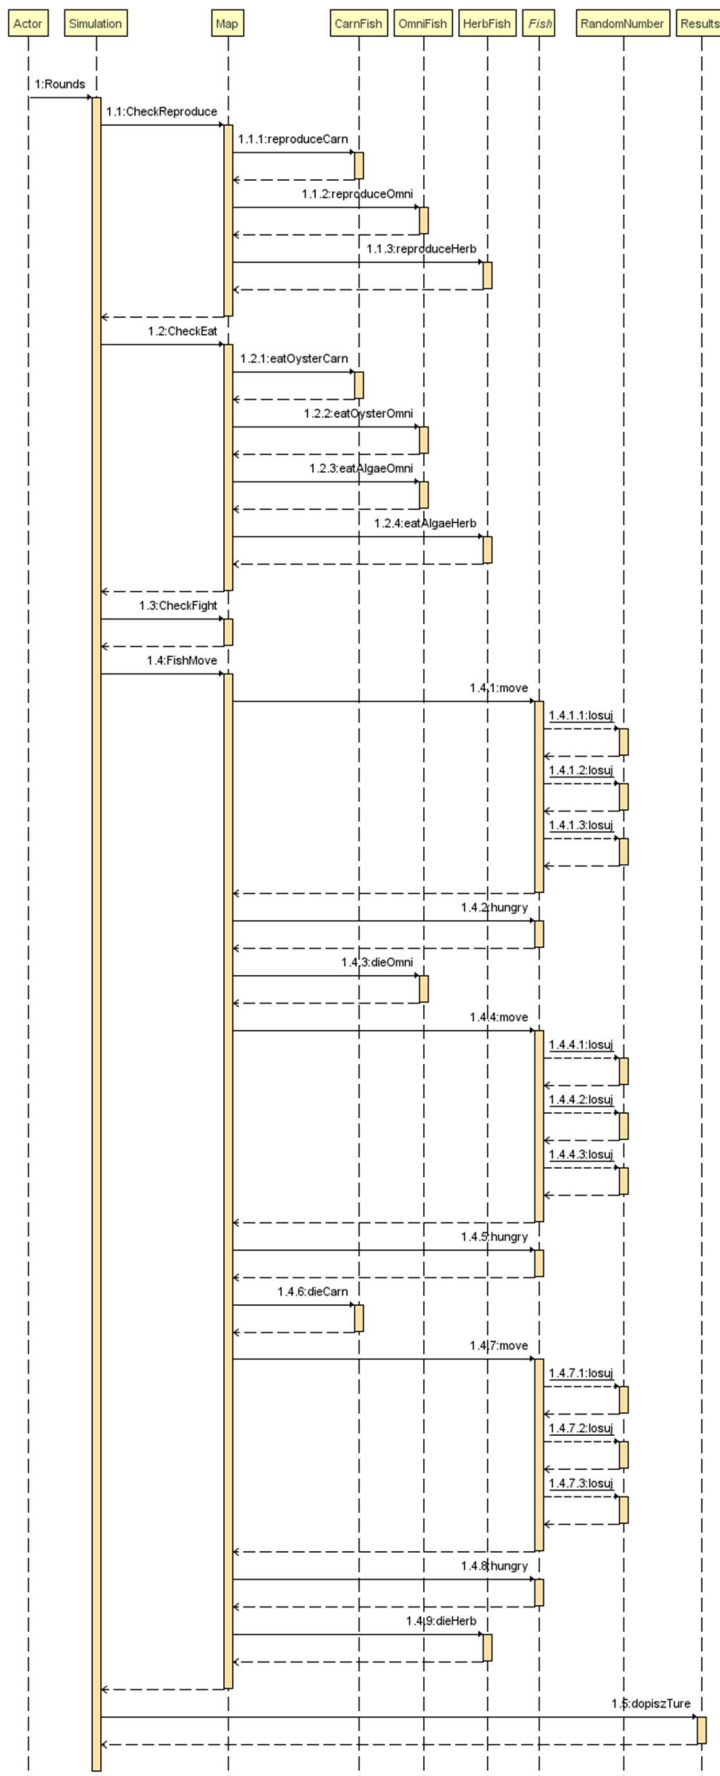 Actor Simulation Map CarnFish OmniFish HerbFish Fish RandomNumber Results
1:Rounds
1.1:CheckReproduce
1.1.1:reproduceCarn
1.1.2:reproduceOmni
1.1.3:reproduceHerb
1.2:CheckEat
1.2.1:eatOysterCarn
1.2.2:eatOysterOmni
1.2.3:eatAlgaeOmni
1.2.4:eatAlgaeHerb
1.3:CheckFight
1.4:FishMove
1.4.1:move
1.4.1.1:losuj
1.4.1.2:losuj
1.4.1.3:losuj
1.4.2:hungry
1.4.3:dieOmni
1.4.4:move
1.4.4.1:losuj
1.4.4.2:losuj
1.4.4.3:losuj
1.4.5:hungry
1.4.6:dieCarn
1.4.7:move
1.4.7.1:losuj
1.4.7.2:losuj
1.4.7.3:losuj
1.4.8:hungry
1.4.9:dieHerb
1.5:dopiszTure